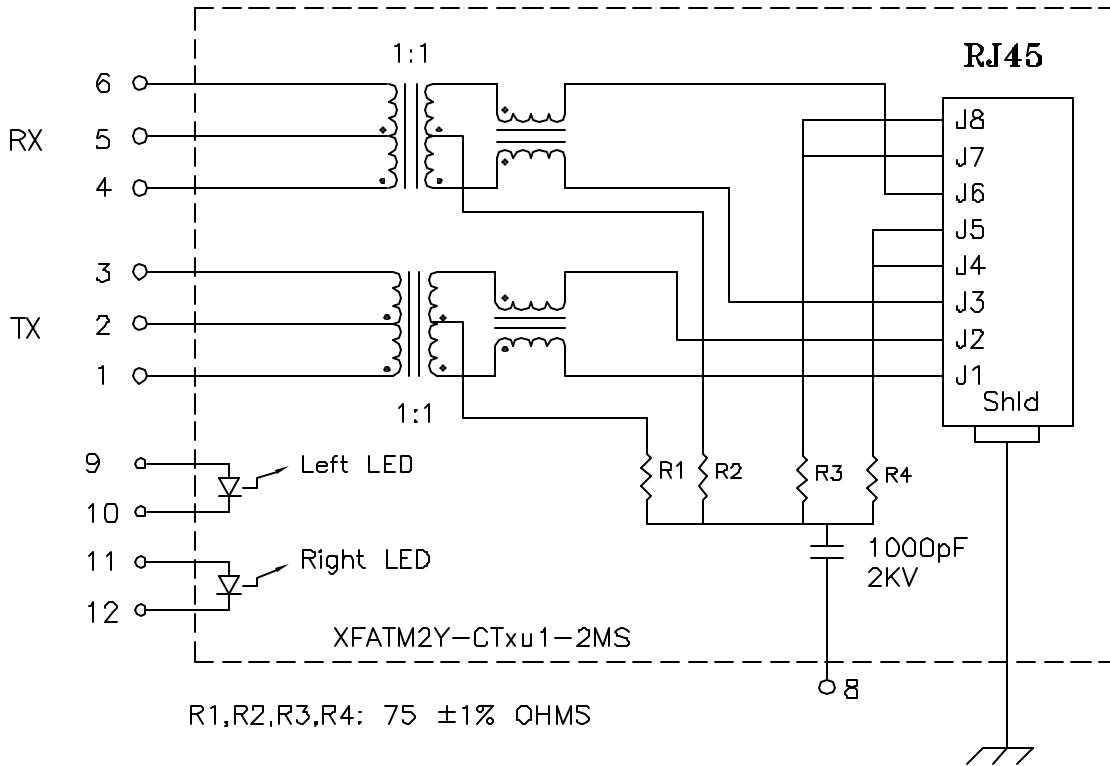 1:1
RJ45
6
RX
5
4
J8
J7
J6
J5
J4
J3
J2
J1
Shld
3
TX
2
1
1:1
9
Left LED
10
R1
R2
R3
R4
11
Right LED
12
1000pF
2KV
XFATM2Y-CTxu1-2MS
8
R1,R2,R3,R4: 75 ±1% OHMS